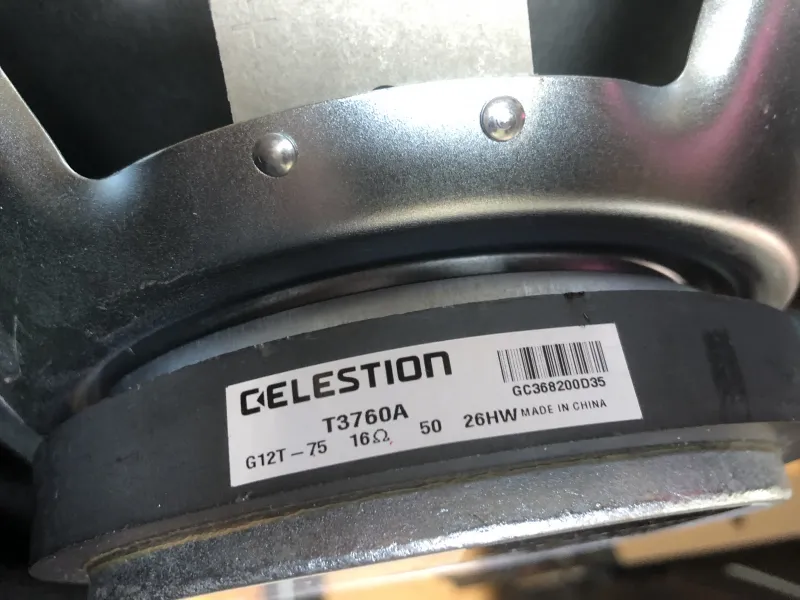 CELESTION
GC368200D35
T3760A
G12T-75 16Ω 50 26HW MADE IN CHINA